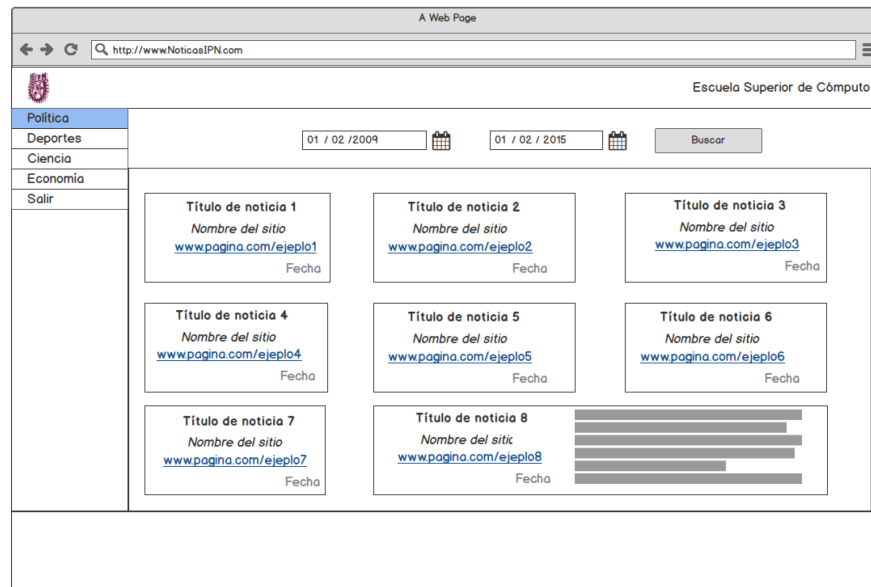 A Web Page
http://www.NoticasIPN.com
Escuela Superior de Cómputo
Política
Deportes
Ciencia
Economía
Salir
01 / 02 /2009
01 / 02 / 2015
Buscar
Título de noticia 1
Nombre del sitio
www.pagina.com/ejeplo1
Fecha
Título de noticia 2
Nombre del sitio
www.pagina.com/ejeplo2
Fecha
Título de noticia 3
Nombre del sitio
www.pagina.com/ejeplo3
Fecha
Título de noticia 4
Nombre del sitio
www.pagina.com/ejeplo4
Fecha
Título de noticia 5
Nombre del sitio
www.pagina.com/ejeplo5
Fecha
Título de noticia 6
Nombre del sitio
www.pagina.com/ejeplo6
Fecha
Título de noticia 7
Nombre del sitio
www.pagina.com/ejeplo7
Fecha
Título de noticia 8
Nombre del sitic
www.pagina.com/ejeplo8
Fecha